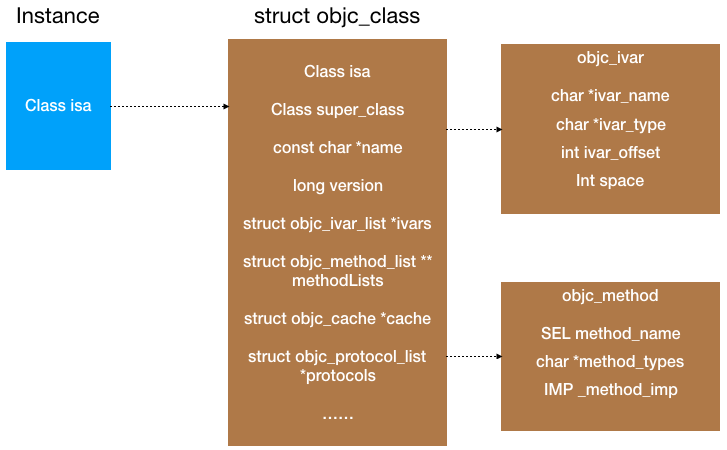 Instance
Class isa
struct objc_class
Class isa
Class super_class
const char *name
long version
struct objc_ivar_list *ivars
struct objc_method_list **
methodLists
struct objc_cache *cache
struct objc_protocol_list
*protocols
......
objc_ivar
char *ivar_name
char *ivar_type
int ivar_offset
Int space
objc_method
SEL method_name
char *method_types
IMP _method_imp